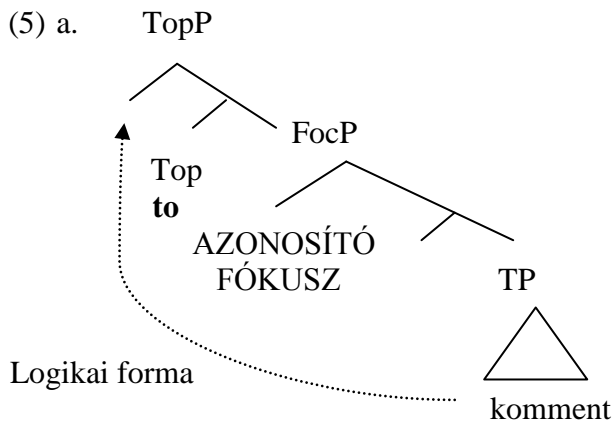 (5) a. TopP
FocP
Top
to
AZONOSÍTÓ
FÓKUSZ
TP
Logikai forma
komment